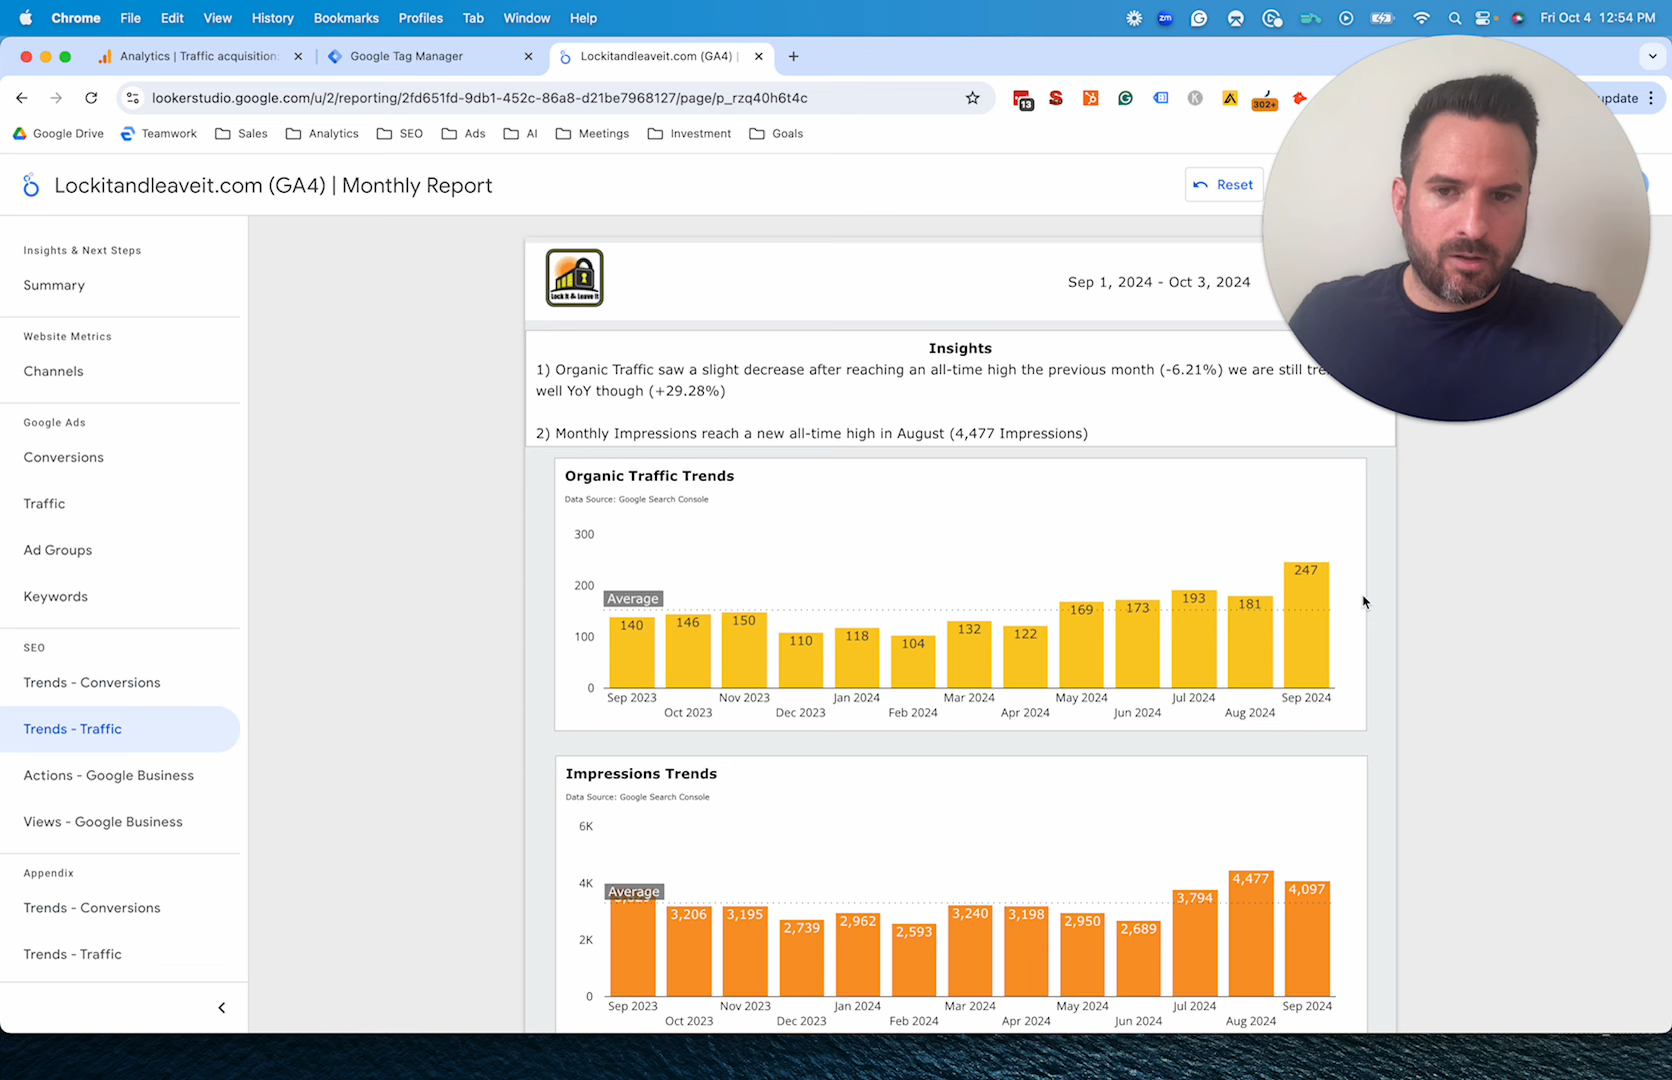 Chrome File Edit View History Bookmarks Profiles Tab Window Help
zm
Fri Oct 4 12:54 PM
Analytics | Traffic acquisition:
Google Tag Manager
Lockitandleaveit.com (GA4) |
lookerstudio.google.com/u/2/reporting/2fd651fd-9db1-452c-86a8-d21be7968127/page/p_rzq40h6t4c
13
302+
update
Google Drive Teamwork Sales Analytics SEO Ads AI Meetings Investment Goals
Lockitandleaveit.com (GA4) | Monthly Report
Reset
Insights & Next Steps
Summary
Website Metrics
Channels
Google Ads
Conversions
Traffic
Ad Groups
Keywords
SEO
Trends - Conversions
Trends - Traffic
Actions - Google Business
Views - Google Business
Appendix
Trends - Conversions
Trends - Traffic
Lock It & Leave It
Sep 1, 2024 - Oct 3, 2024
Insights
1) Organic Traffic saw a slight decrease after reaching an all-time high the previous month (-6.21%) we are still
well YoY though (+29.28%)
2) Monthly Impressions reach a new all-time high in August (4,477 Impressions)
Organic Traffic Trends
Data Source: Google Search Console
300
200
100
0
Average
140 146 150 110 118 104 132 122 169 173 193 181 247
Sep 2023 Oct 2023 Nov 2023 Dec 2023 Jan 2024 Feb 2024 Mar 2024 Apr 2024 May 2024 Jun 2024 Jul 2024 Aug 2024 Sep 2024
Impressions Trends
Data Source: Google Search Console
6K
4K
2K
0
Average
3,206 3,195 2,739 2,962 2,593 3,240 3,198 2,950 2,689 3,794 4,477 4,097
Sep 2023 Oct 2023 Nov 2023 Dec 2023 Jan 2024 Feb 2024 Mar 2024 Apr 2024 May 2024 Jun 2024 Jul 2024 Aug 2024 Sep 2024